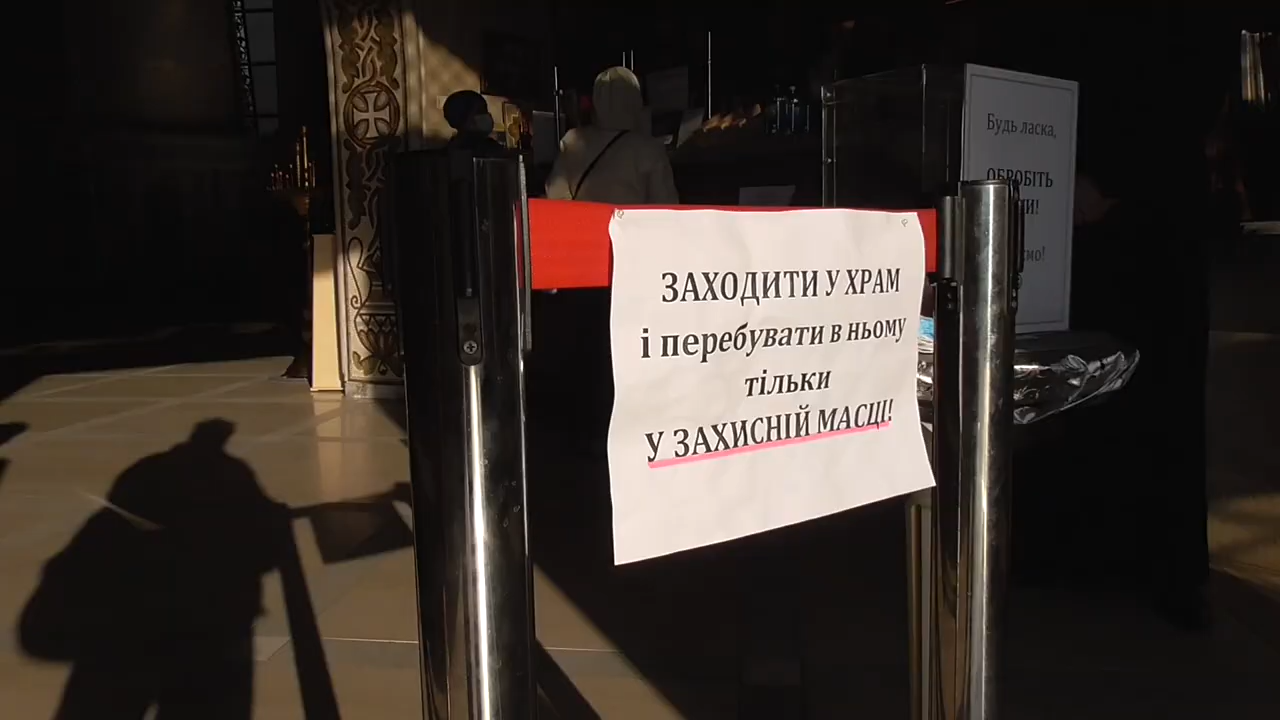 ЗАХОДИТИ У ХРАМ
і перебувати в ньому
тільки
У ЗАХИСНІЙ МАСЦІ!
Будь ласка,
ОБРОБІТЬ